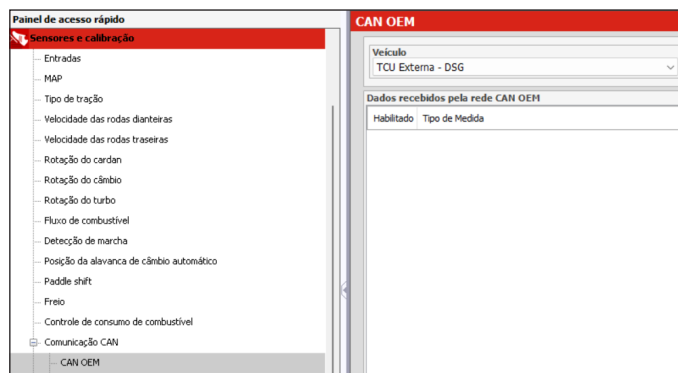 Painel de acesso rápido
Sensores e calibração
Entradas
MAP
Tipo de tração
Velocidade das rodas dianteiras
Velocidade das rodas traseiras
Rotação do cardan
Rotação do câmbio
Rotação do turbo
Fluxo de combustível
Detecção de marcha
Posição da alavanca de câmbio automático
Paddle shift
Freio
Controle de consumo de combustível
Comunicação CAN
CAN OEM
CAN OEM
Veículo
TCU Externa - DSG
Dados recebidos pela rede CAN OEM
Habilitado Tipo de Medida